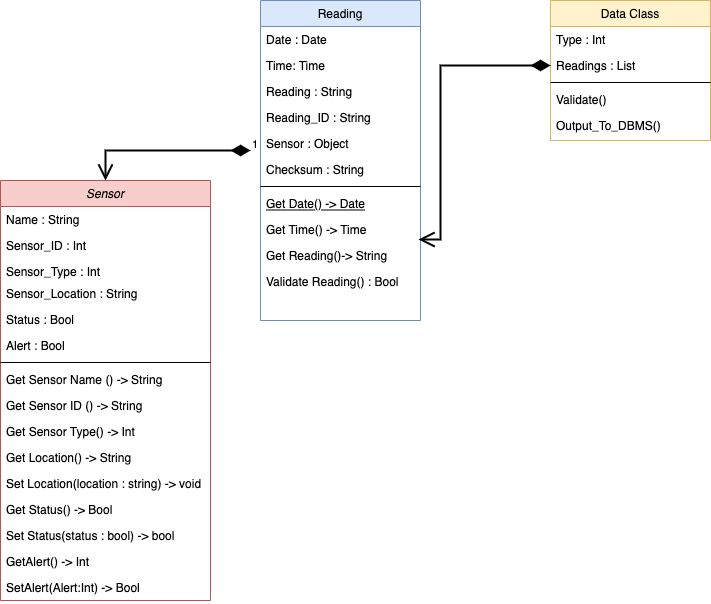 Reading
Date : Date
Time: Time
Reading : String
Reading_ID : String
Sensor : Object
Checksum : String
Get Date() -> Date
Get Time() -> Time
Get Reading()-> String
Validate Reading() : Bool
Data Class
Type : Int
Readings : List
Validate()
Output_To_DBMS()
1
Sensor
Name : String
Sensor_ID : Int
Sensor_Type : Int
Sensor_Location : String
Status : Bool
Alert : Bool
Get Sensor Name () -> String
Get Sensor ID () -> String
Get Sensor Type() -> Int
Get Location() -> String
Set Location(location : string) -> void
Get Status() -> Bool
Set Status(status : bool) -> bool
GetAlert() -> Int
SetAlert(Alert:Int) -> Bool